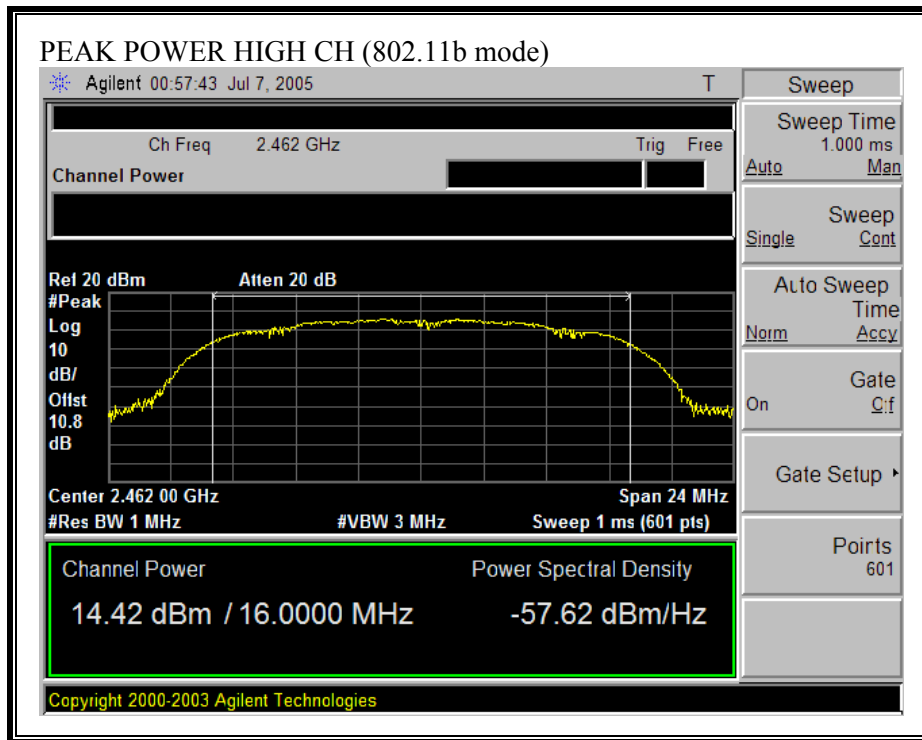 PEAK POWER HIGH CH (802.11b mode)
Agilent 00:57:43 Jul 7, 2005 T
Ch Freq 2.462 GHz Trig Free
Channel Power
Ref 20 dBm Atten 20 dB
#Peak
Log
10
dB/
Offst
10.8
dB
Center 2.462 00 GHz Span 24 MHz
#Res BW 1 MHz #VBW 3 MHz Sweep 1 ms (601 pts)
Channel Power Power Spectral Density
14.42 dBm / 16.0000 MHz -57.62 dBm/Hz
Copyright 2000-2003 Agilent Technologies
Sweep
Sweep Time
1.000 ms
Auto Man
Sweep
Single Cont
Auto Sweep
Time
Norm Accy
Gate
On Off
Gate Setup
Points
601